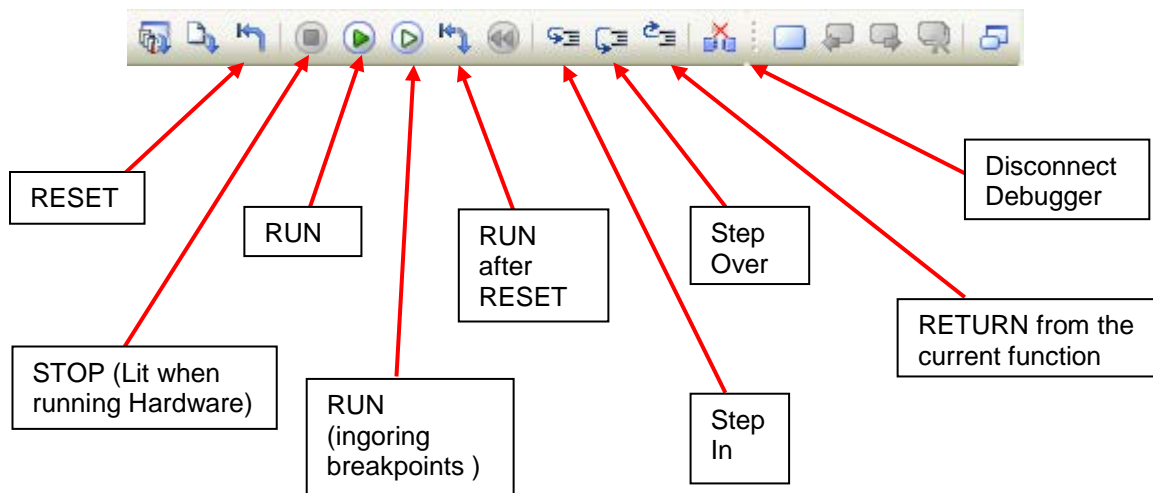 RESET
RUN
RUN
after
RESET
Step
Over
Disconnect
Debugger
STOP (Lit when
running Hardware)
RUN
(ingoring
breakpoints )
Step
In
RETURN from the
current function